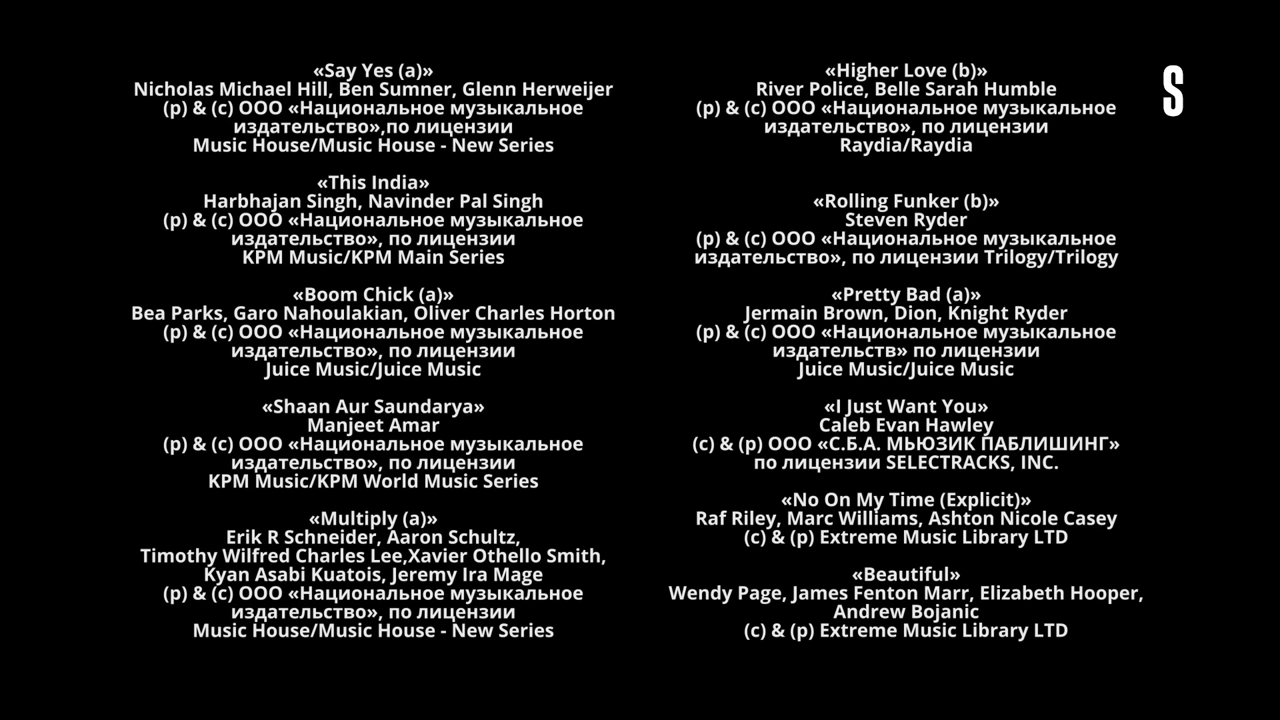 «Say Yes (a)»
Nicholas Michael Hill, Ben Sumner, Glenn Herweijer
(p) & (c) ООО «Национальное музыкальное
издательство»,по лицензии
Music House/Music House - New Series
«This India»
Harbhajan Singh, Navinder Pal Singh
(p) & (c) ООО «Национальное музыкальное
издательство», по лицензии
KPM Music/KPM Main Series
«Boom Chick (a)»
Bea Parks, Garo Nahoulakian, Oliver Charles Horton
(p) & (c) ООО «Национальное музыкальное
издательство», по лицензии
Juice Music/Juice Music
«Shaan Aur Saundarya»
Manjeet Amar
(p) & (c) ООО «Национальное музыкальное
издательство», по лицензии
KPM Music/KPM World Music Series
«Multiply (a)»
Erik R Schneider, Aaron Schultz,
Timothy Wilfred Charles Lee,Xavier Othello Smith,
Kyan Asabi Kuatois, Jeremy Ira Mage
(p) & (c) ООО «Национальное музыкальное
издательство», по лицензии
Music House/Music House - New Series
«Higher Love (b)»
River Police, Belle Sarah Humble
(p) & (c) ООО «Национальное музыкальное
издательство», по лицензии
Raydia/Raydia
«Rolling Funker (b)»
Steven Ryder
(p) & (c) ООО «Национальное музыкальное
издательство», по лицензии Trilogy/Trilogy
«Pretty Bad (a)»
Jermain Brown, Dion, Knight Ryder
(p) & (c) ООО «Национальное музыкальное
издательств» по лицензии
Juice Music/Juice Music
«I Just Want You»
Caleb Evan Hawley
(c) & (p) ООО «С.Б.А. МЬЮЗИК ПАБЛИШИНГ»
по лицензии SELECTRACKS, INC.
«No On My Time (Explicit)»
Raf Riley, Marc Williams, Ashton Nicole Casey
(c) & (p) Extreme Music Library LTD
«Beautiful»
Wendy Page, James Fenton Marr, Elizabeth Hooper,
Andrew Bojanic
(c) & (p) Extreme Music Library LTD
S